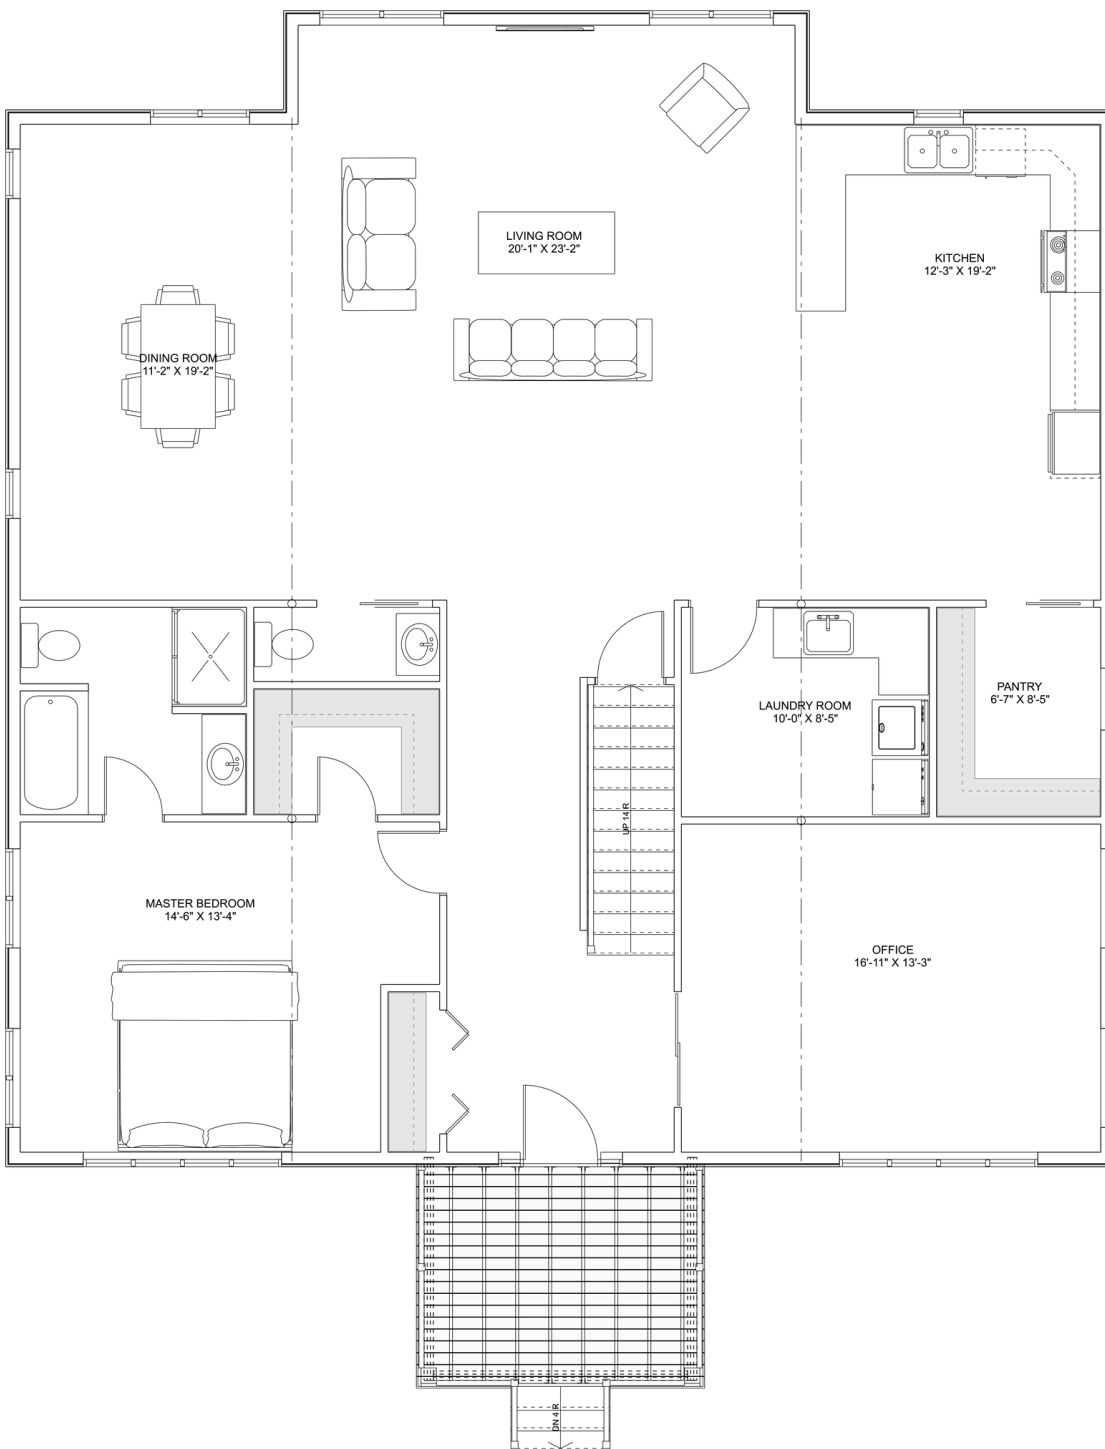 LIVING ROOM
20'-1" X 23'-2"
KITCHEN
12'-3" X 19'-2"
DINING ROOM
11'-2" X 19'-2"
PANTRY
6'-7" X 8'-5"
LAUNDRY ROOM
10'-0" X 8'-5"
UP 14 R
MASTER BEDROOM
14'-6" X 13'-4"
OFFICE
16'-11" X 13'-3"
DN 4 R